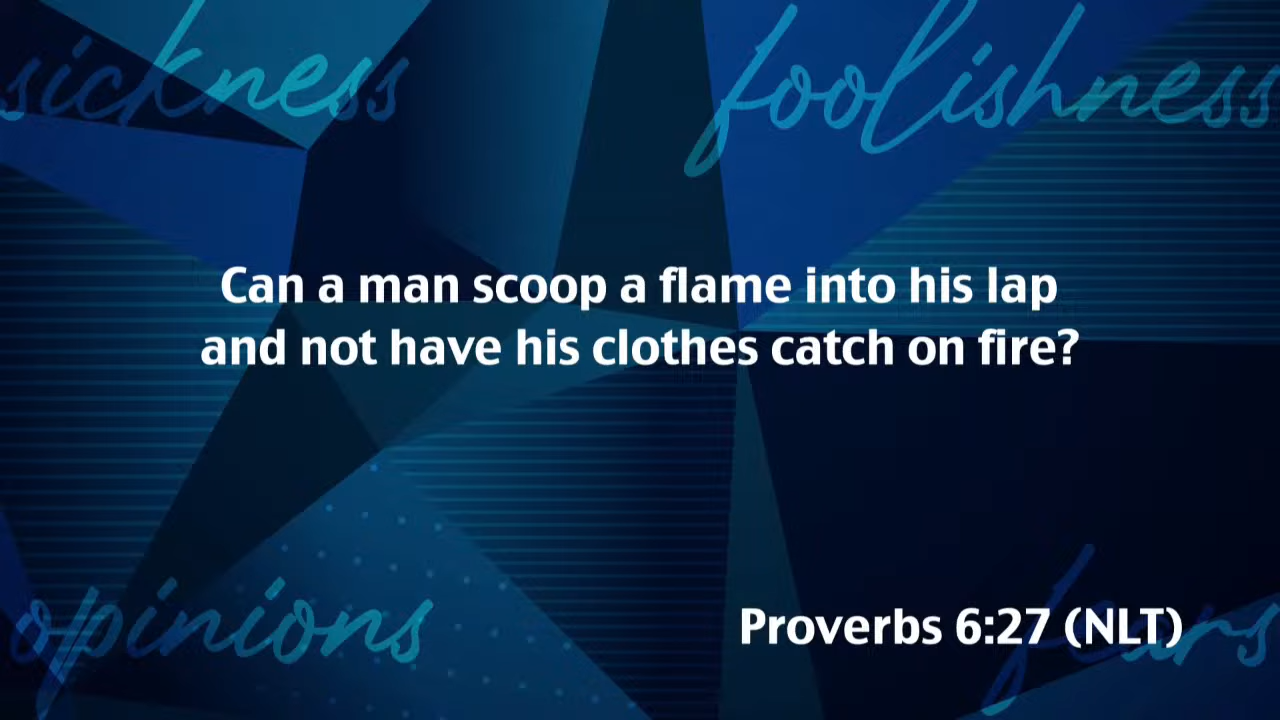 sickness
foolishness
Can a man scoop a flame into his lap
and not have his clothes catch on fire?
opinions
Proverbs 6:27 (NLT)
fears